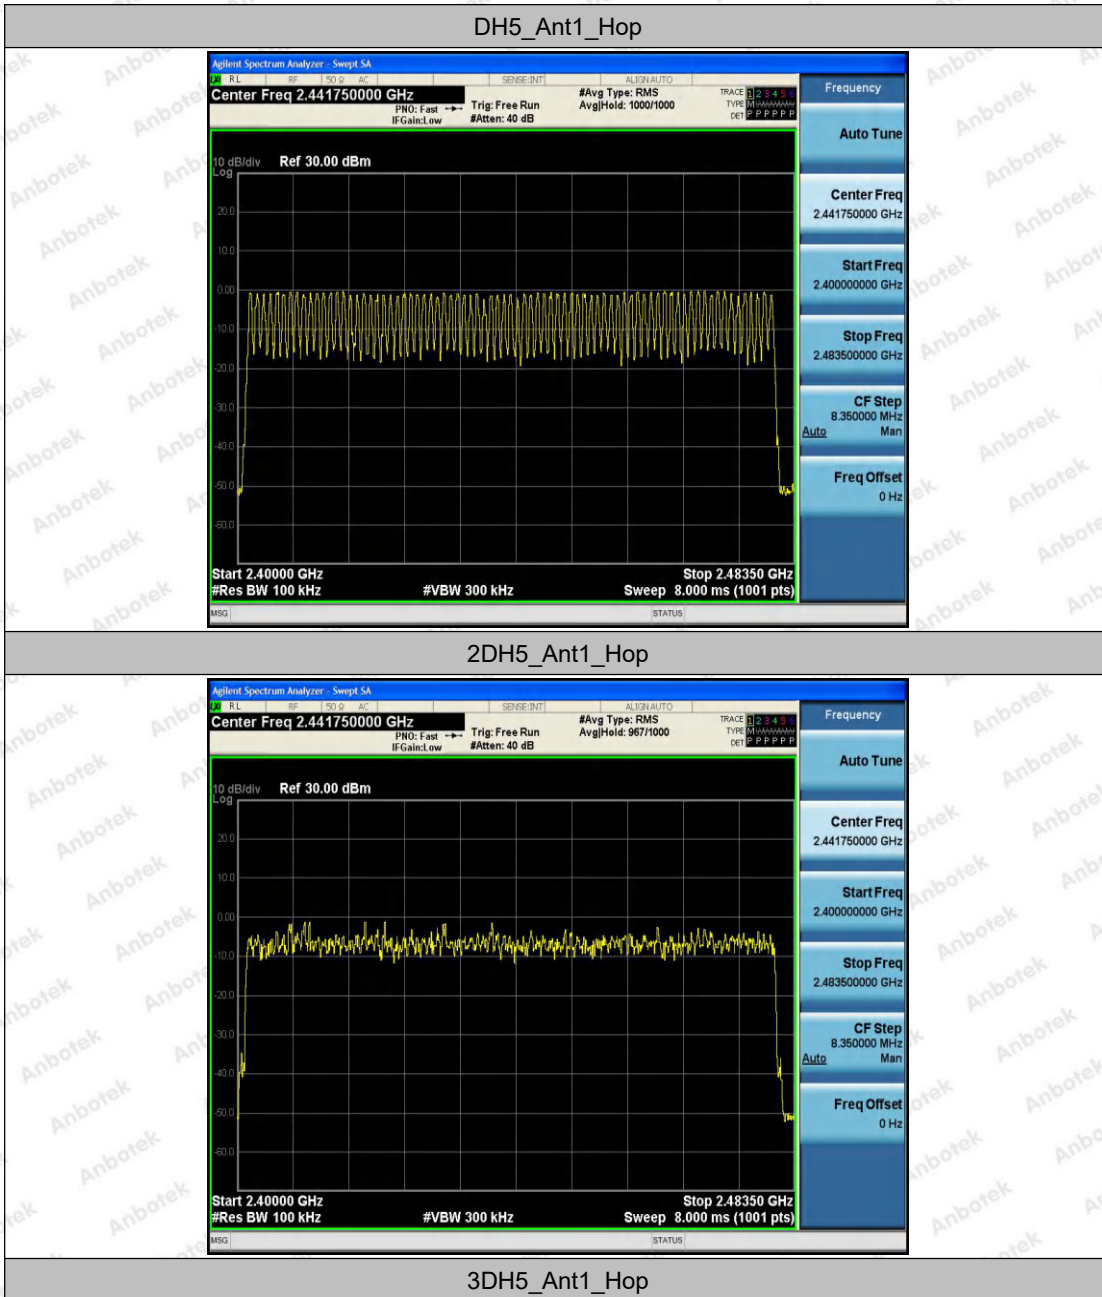 DH5_Ant1_Hop
Agilent Spectrum Analyzer - Swept SA
RL RF 50 Ω AC SENSE:INT ALIGNAUTO
Center Freq 2.441750000 GHz
PNO: Fast
IFGain:Low
Trig: Free Run
#Atten: 40 dB
#Avg Type: RMS
Avg|Hold: 1000/1000
TRACE 1 2 3 4 5 6
TYPE M
DET P P P P P P
10 dB/div
Log
Ref 30.00 dBm
20.0
10.0
0.00
-10.0
-20.0
-30.0
-40.0
-50.0
-60.0
Start 2.40000 GHz
Stop 2.48350 GHz
#Res BW 100 kHz
#VBW 300 kHz
Sweep 8.000 ms (1001 pts)
MSG
STATUS
Frequency
Auto Tune
Center Freq
2.441750000 GHz
Start Freq
2.400000000 GHz
Stop Freq
2.483500000 GHz
CF Step
8.350000 MHz
Auto Man
Freq Offset
0 Hz
2DH5_Ant1_Hop
Agilent Spectrum Analyzer - Swept SA
RL RF 50 Ω AC SENSE:INT ALIGNAUTO
Center Freq 2.441750000 GHz
PNO: Fast
IFGain:Low
Trig: Free Run
#Atten: 40 dB
#Avg Type: RMS
Avg|Hold: 967/1000
TRACE 1 2 3 4 5 6
TYPE M
DET P P P P P P
10 dB/div
Log
Ref 30.00 dBm
20.0
10.0
0.00
-10.0
-20.0
-30.0
-40.0
-50.0
-60.0
Start 2.40000 GHz
Stop 2.48350 GHz
#Res BW 100 kHz
#VBW 300 kHz
Sweep 8.000 ms (1001 pts)
MSG
STATUS
Frequency
Auto Tune
Center Freq
2.441750000 GHz
Start Freq
2.400000000 GHz
Stop Freq
2.483500000 GHz
CF Step
8.350000 MHz
Auto Man
Freq Offset
0 Hz
3DH5_Ant1_Hop
Anbotek